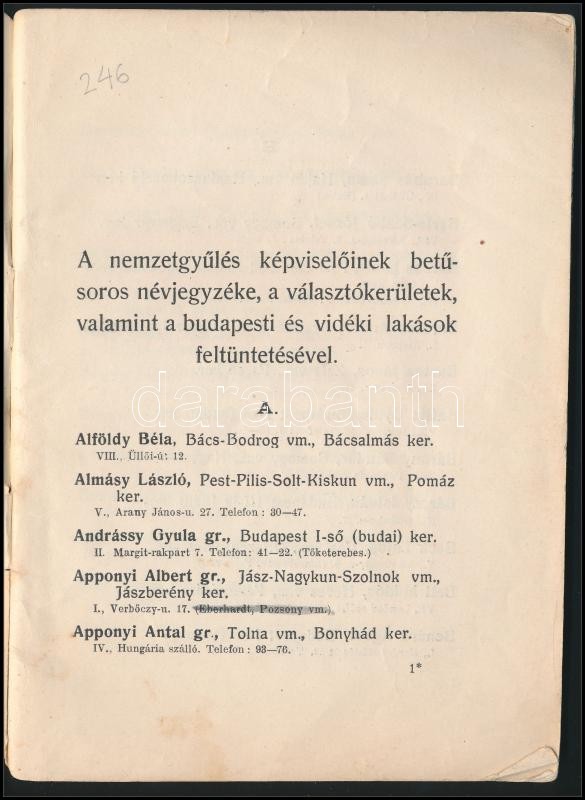 246
A nemzetgyűlés képviselőinek betű-
soros névjegyzéke, a választókerületek,
valamint a budapesti és vidéki lakások
feltüntetésével.
darabanth
A.
Alföldy Béla, Bács-Bodrog vm., Bácsalmás ker.
VIII., Üllői-út 12.
Almásy László, Pest-Pilis-Solt-Kiskun vm., Pomáz
ker.
V., Arany János-u. 27. Telefon : 30—47.
Andrássy Gyula gr., Budapest I-ső (budai) ker.
II. Margit-rakpart 7. Telefon: 41—22. (Tőketerebes.)
Apponyi Albert gr., Jász-Nagykun-Szolnok vm.,
Jászberény ker.
I., Verbőczy-u. 17. (Eberhardt, Pozsony vm.)
Apponyi Antal gr., Tolna vm., Bonyhád ker.
IV., Hungária szálló. Telefon : 93—76.
1*